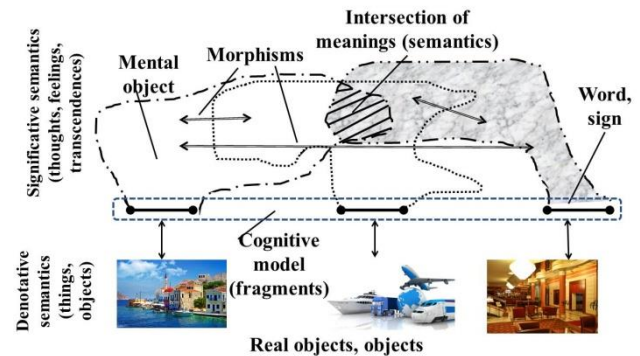 Intersection of
meanings (semantics)
Mental
object
Morphisms
Word,
sign
Significative semantics
(thoughts, feelings,
transcendences)
Cognitive
model
(fragments)
Denotative
semantics
(things,
objects)
Real objects, objects